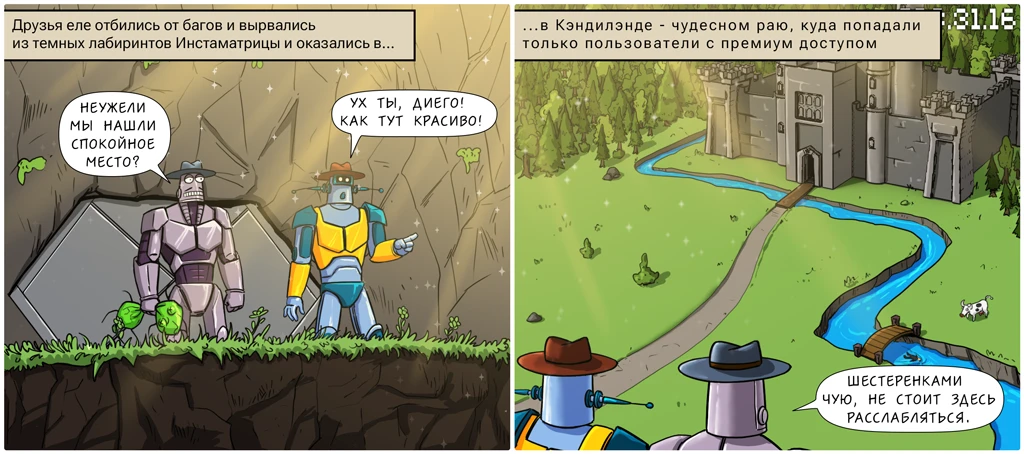 Друзья еле отбились от багов и вырвались
из темных лабиринтов Инстаматрицы и оказались в...
НЕУЖЕЛИ
МЫ НАШЛИ
СПОКОЙНОЕ
МЕСТО?
УХ ТЫ, ДИЕГО!
КАК ТУТ КРАСИВО!
...в Кэндилэнде - чудесном раю, куда попадали
только пользователи с премиум доступом
:31.16
ШЕСТЕРЕНКАМИ
ЧУЮ, НЕ СТОИТ ЗДЕСЬ
РАССЛАБЛЯТЬСЯ.